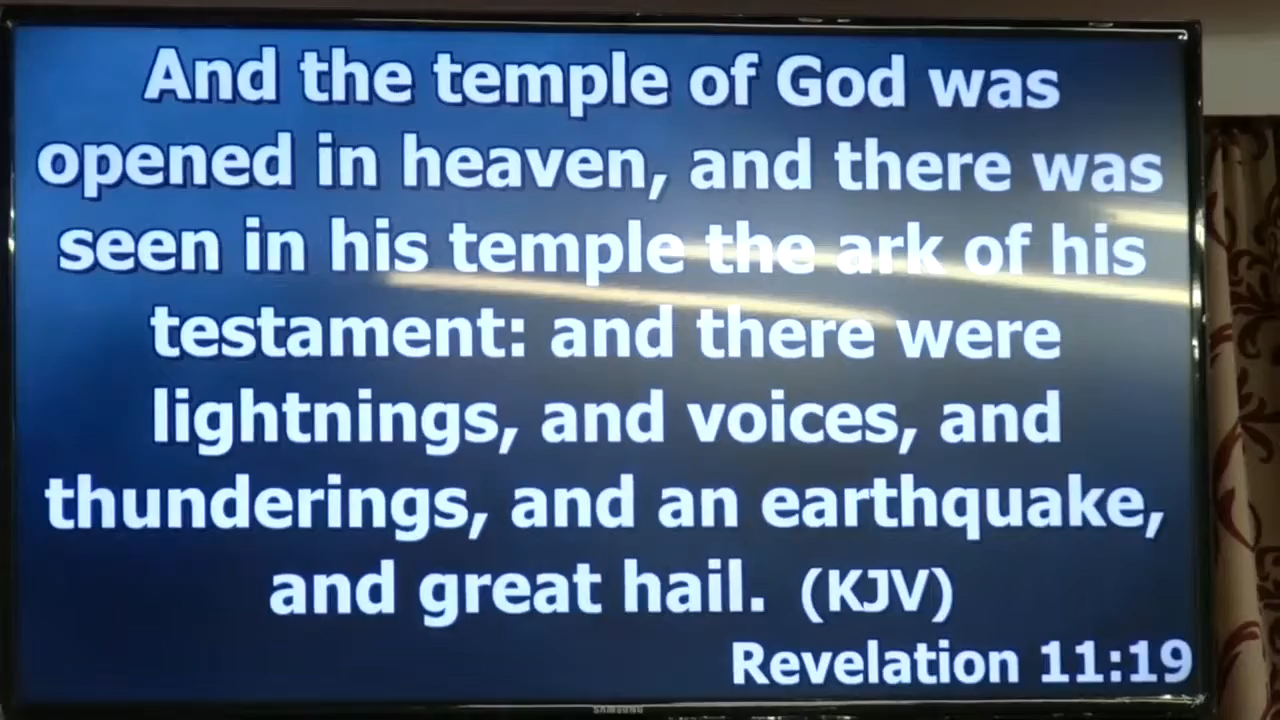 And the temple of God was
opened in heaven, and there was
seen in his temple the ark of his
testament: and there were
lightnings, and voices, and
thunderings, and an earthquake,
and great hail. (KJV)
Revelation 11:19
SAMSUNG